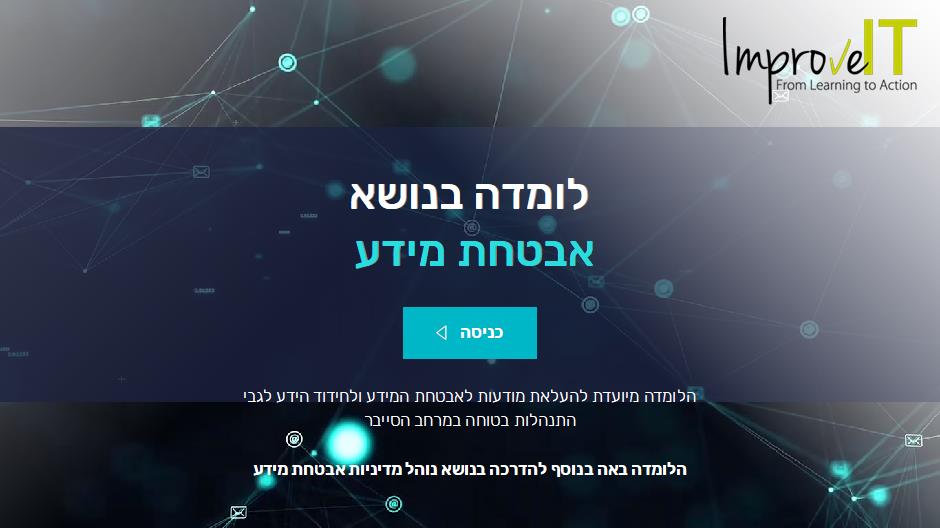 ImproveIT
From Learning to Action
לומדה בנושא
אבטחת מידע
כניסה
הלומדה מיועדת להעלאת מודעות לאבטחת המידע ולחידוד הידע לגבי
התנהלות בטוחה במרחב הסייבר
הלומדה באה בנוסף להדרכה בנושא נוהל מדיניות אבטחת מידע